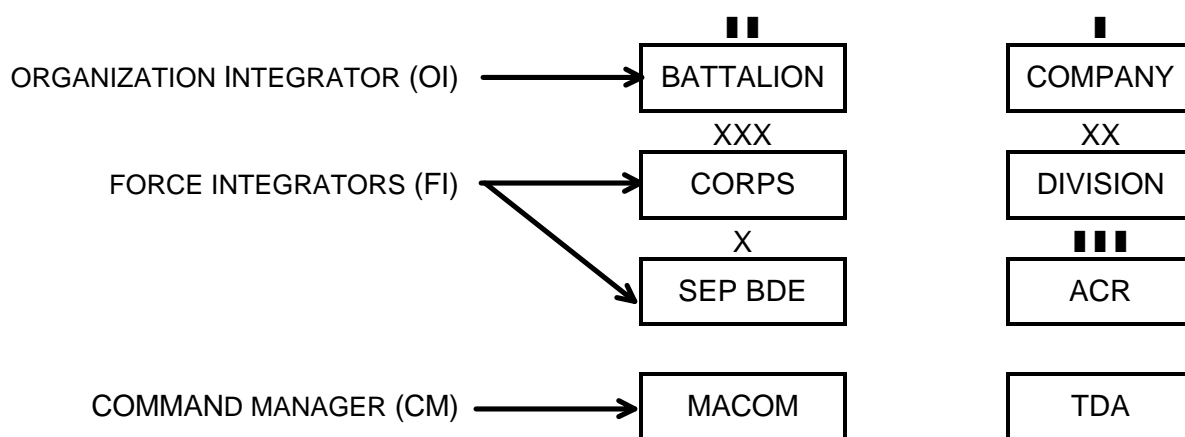 ORGANIZATION INTEGRATOR (OI) BATTALION COMPANY
XXX XX
FORCE INTEGRATORS (FI) CORPS DIVISION
X
SEP BDE ACR
COMMAND MANAGER (CM) MACOM TDA